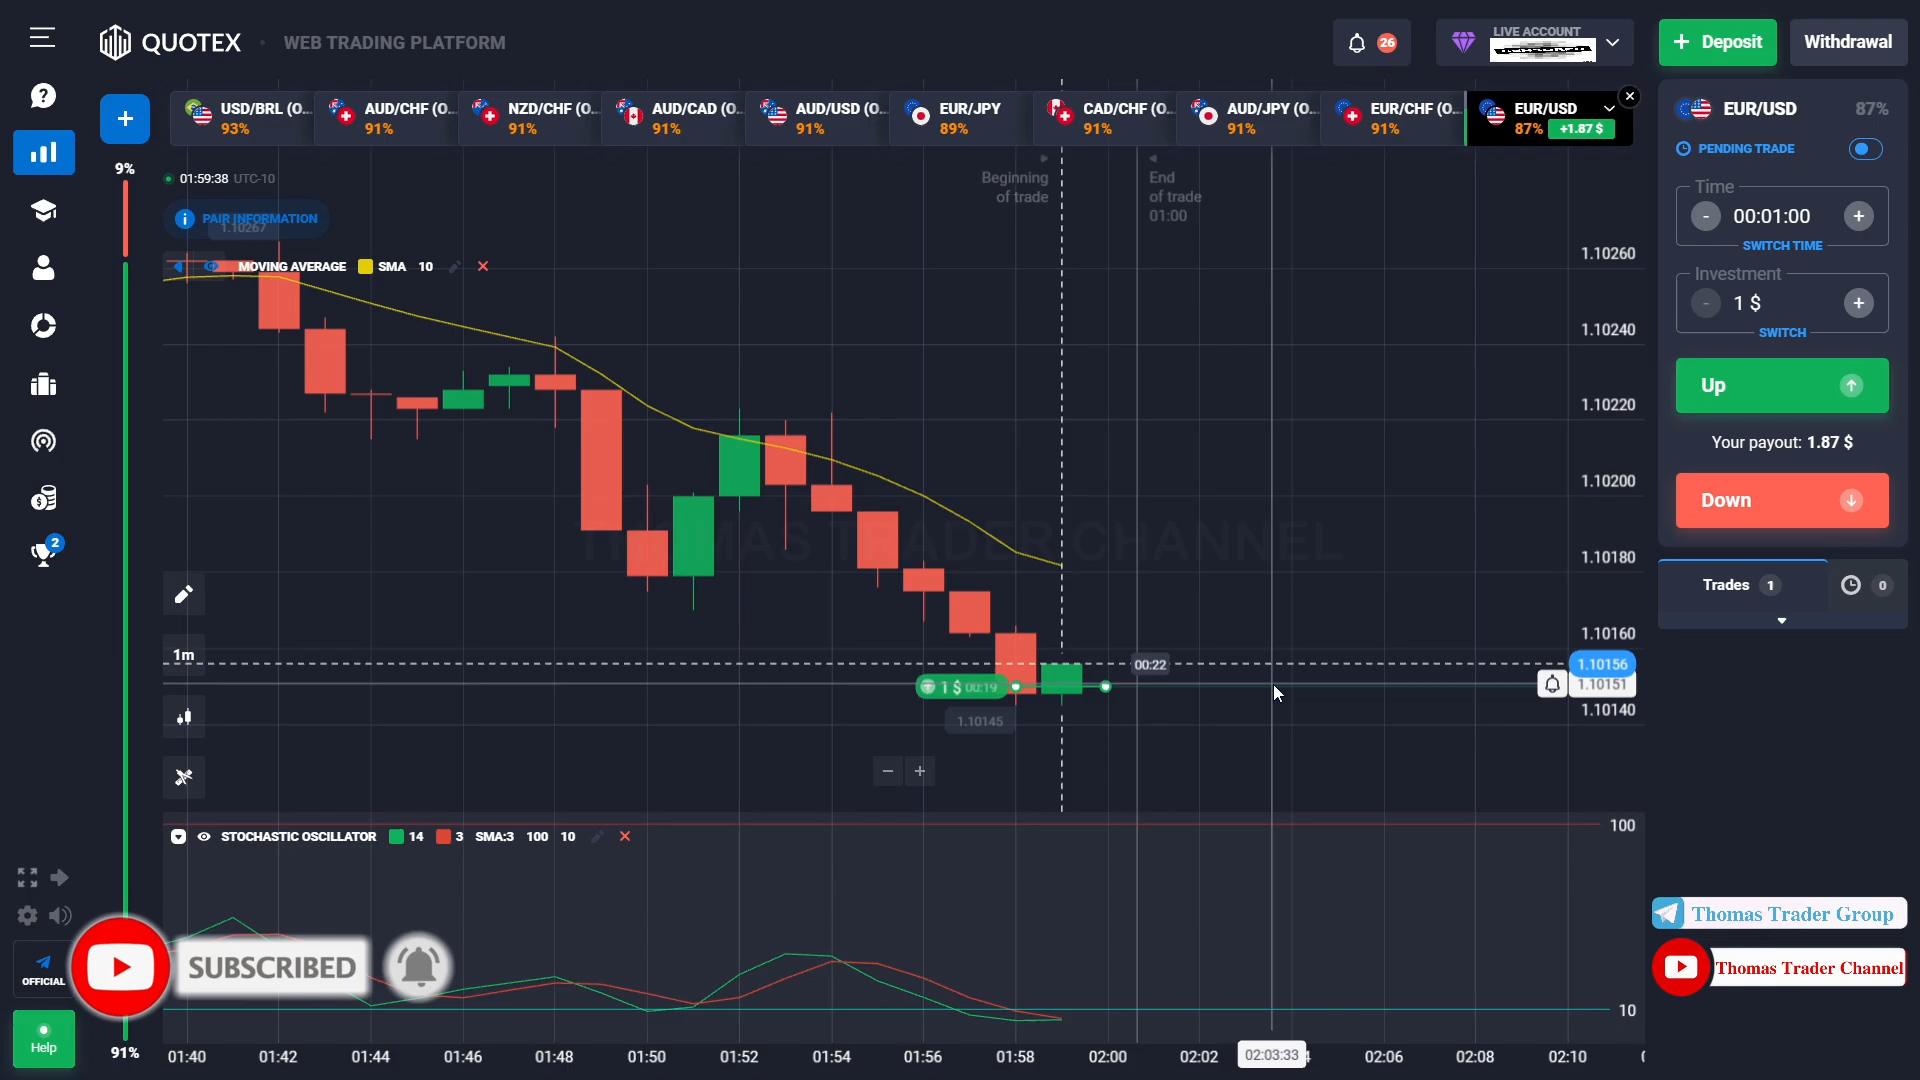 QUOTEX
WEB TRADING PLATFORM
26
LIVE ACCOUNT
+ Deposit
Withdrawal
+
USD/BRL (O...
93%
AUD/CHF (O...
91%
NZD/CHF (O...
91%
AUD/CAD (O...
91%
AUD/USD (O...
91%
EUR/JPY
89%
CAD/CHF (O...
91%
AUD/JPY (O...
91%
EUR/CHF (O...
91%
EUR/USD
87% +1.87 $
9%
01:59:38 UTC-10
PAIR INFORMATION
1.10267
MOVING AVERAGE SMA 10
Beginning
of trade
End
of trade
01:00
1.10260
1.10240
1.10220
1.10200
1.10180
1.10160
1.10156
1.10151
1.10140
THOMAS TRADER CHANNEL
1m
1 $ 00:19
00:22
1.10145
- +
EUR/USD 87%
PENDING TRADE
Time
- 00:01:00 +
SWITCH TIME
Investment
- 1 $ +
SWITCH
Up
Your payout: 1.87 $
Down
Trades 1
0
2
STOCHASTIC OSCILLATOR 14 3 SMA:3 100 10
100
10
OFFICIAL
SUBSCRIBED
Help
91%
Thomas Trader Group
Thomas Trader Channel
01:40 01:42 01:44 01:46 01:48 01:50 01:52 01:54 01:56 01:58 02:00 02:02 02:03:33 02:06 02:08 02:10